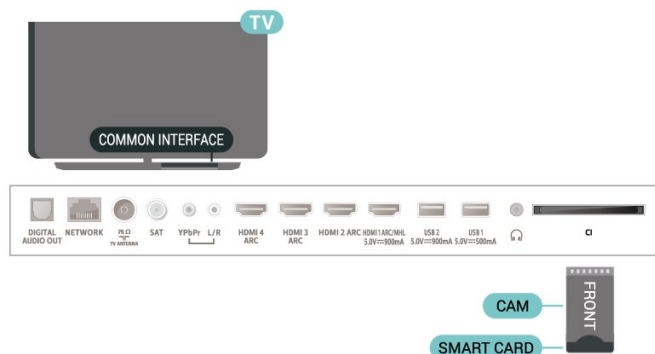 TV
COMMON INTERFACE
DIGITAL AUDIO OUT
NETWORK
75 Ω
TV ANTENNA
SAT
YPbPr
L/R
HDMI 4 ARC
HDMI 3 ARC
HDMI 2 ARC
HDMI 1 ARC/MHL
5.0V⎓900mA
USB 2
5.0V⎓900mA
USB 1
5.0V⎓500mA
CI
CAM
FRONT
SMART CARD